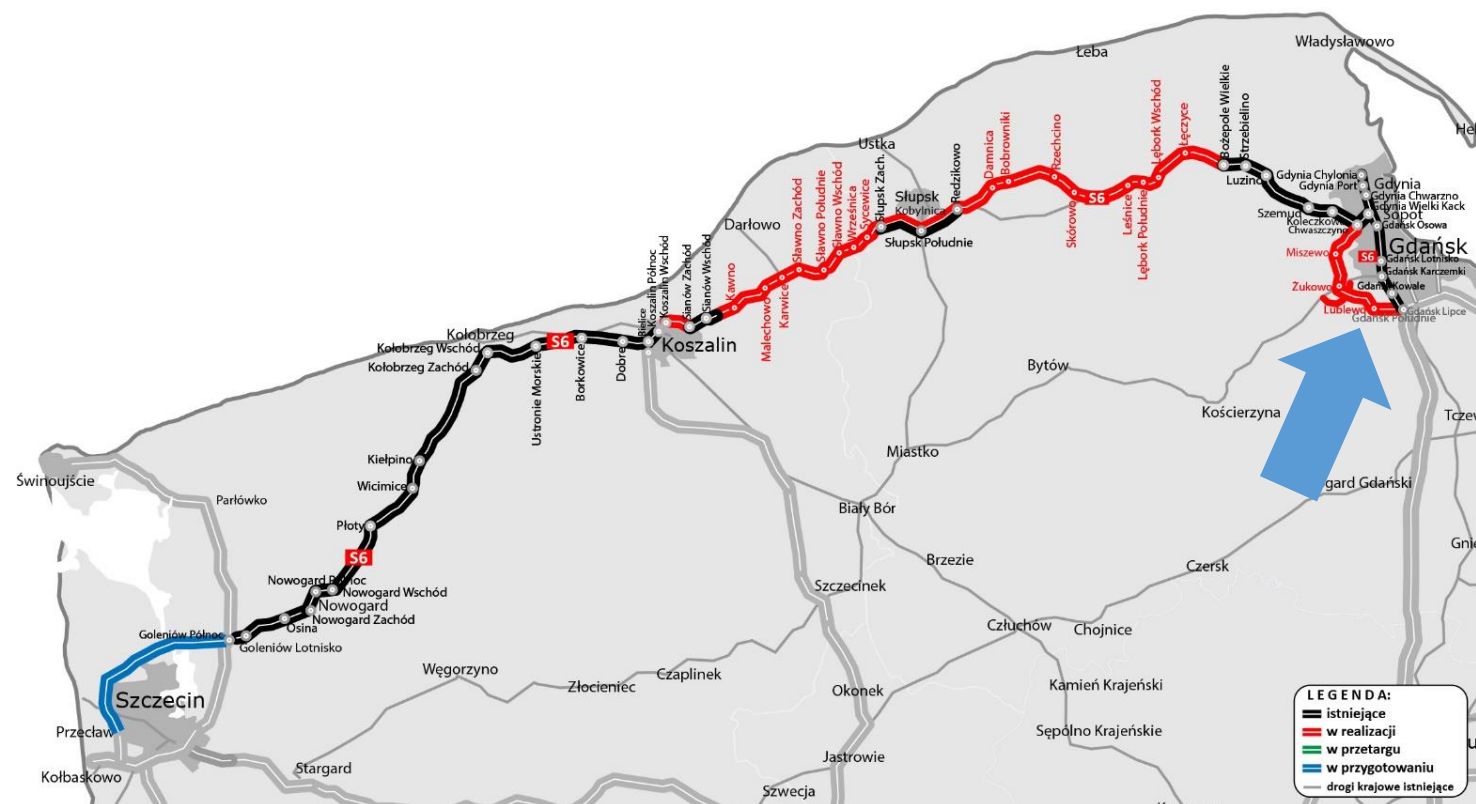 Władysławowo
Łeba
Hel
Ustka
Słupsk
Kobylnica
Darłowo
Kołobrzeg
Koszalin
Gdynia
Sopot
Gdańsk
Bytów
Kościerzyna
Miastko
Biały Bór
Brzezie
Szczecinek
Czersk
Człuchów
Chojnice
Kamień Krajeński
Sępólno Krajeńskie
Okonek
Jastrowie
Szwecja
Czaplinek
Złocieniec
Węgorzyno
Stargard
Szczecin
Przecław
Kołbaskowo
Świnoujście
Parłówko
Nowogard
gard Gdański
Tczew
Gnie
S6
S6
S6
S6
Goleniów Północ
Goleniów Lotnisko
Osina
Nowogard Zachód
Nowogard Północ
Nowogard Wschód
Płoty
Wicimice
Kiełpino
Kołobrzeg Zachód
Kołobrzeg Wschód
Ustronie Morskie
Borkowice
Dobre
Bielice
Koszalin Północ
Koszalin Wschód
Sianów Zachód
Sianów Wschód
Kawno
Malechowo
Karwice
Sławno Zachód
Sławno Południe
Sławno Wschód
Wrześnica
Sycewice
Słupsk Zach.
Słupsk Południe
Redzikowo
Damnica
Bobrowniki
Rzechcino
Skórowo
Leśnice
Lębork Południe
Lębork Wschód
Łęczyce
Bożepole Wielkie
Strzebielino
Luzino
Szemud
Koleczkowo
Chwaszczyno
Gdynia Chylonia
Gdynia Port
Gdynia Chwarzno
Gdynia Wielki Kack
Gdańsk Osowa
Gdańsk Lotnisko
Gdańsk Karczemki
Gdańsk Kowale
Gdańsk Lipce
Gdańsk Południe
Miszewo
Żukowo
Lublewo
LEGENDA:
istniejące
w realizacji
w przetargu
w przygotowaniu
drogi krajowe istniejące